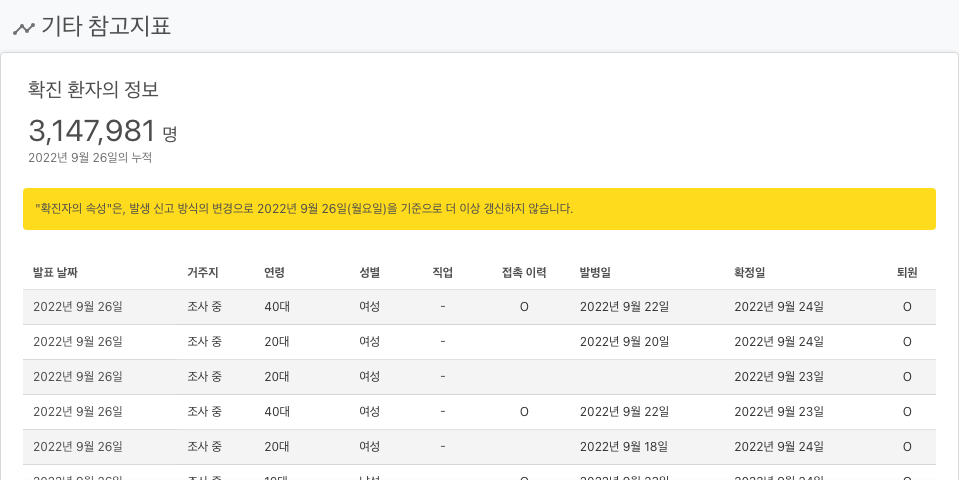 기타 참고지표
확진 환자의 정보
3,147,981 명
2022년 9월 26일의 누적
"확진자의 속성"은, 발생 신고 방식의 변경으로 2022년 9월 26일(월요일)을 기준으로 더 이상 갱신하지 않습니다.
발표 날짜 거주지 연령 성별 직업 접촉 이력 발병일 확정일 퇴원
2022년 9월 26일 조사 중 40대 여성 - O 2022년 9월 22일 2022년 9월 24일 O
2022년 9월 26일 조사 중 20대 여성 - 2022년 9월 20일 2022년 9월 24일 O
2022년 9월 26일 조사 중 20대 여성 - 2022년 9월 23일 O
2022년 9월 26일 조사 중 40대 여성 - O 2022년 9월 22일 2022년 9월 23일 O
2022년 9월 26일 조사 중 20대 여성 - 2022년 9월 18일 2022년 9월 24일 O